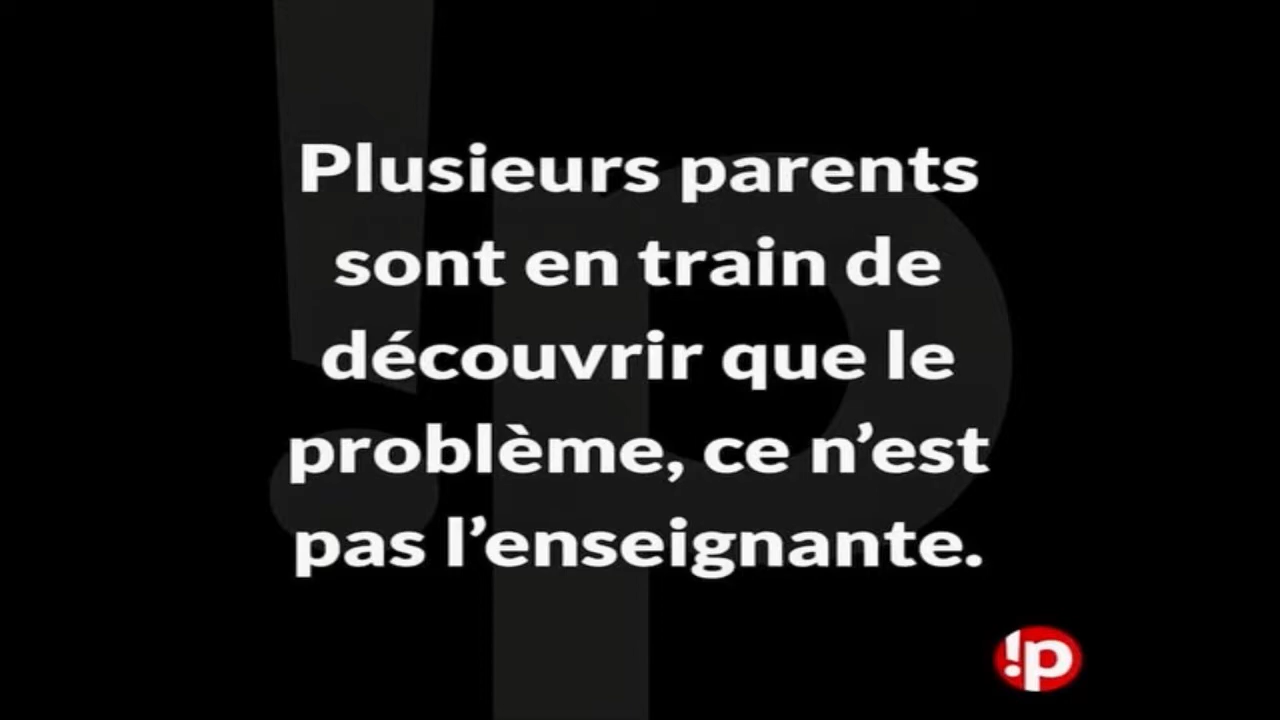 Plusieurs parents
sont en train de
découvrir que le
problème, ce n’est
pas l’enseignante.
!p